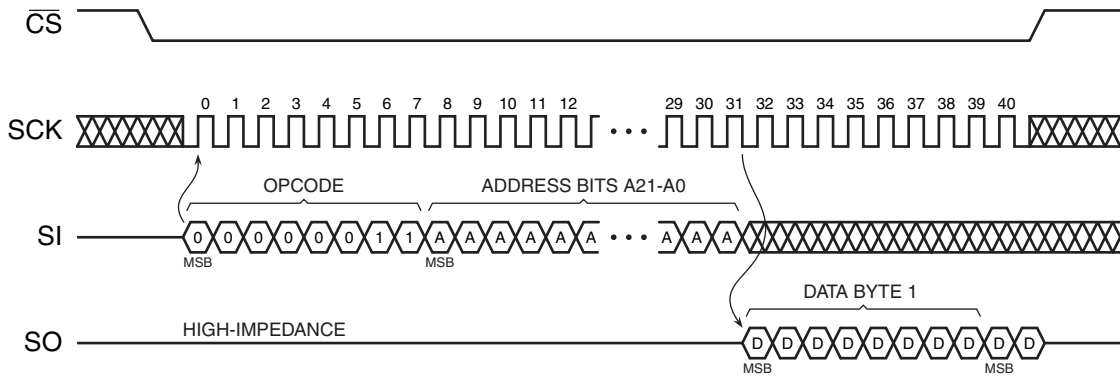 CS
0 1 2 3 4 5 6 7 8 9 10 11 12 29 30 31 32 33 34 35 36 37 38 39 40
SCK
OPCODE ADDRESS BITS A21-A0
SI 0 0 0 0 0 0 1 1 A A A A A A A A A
MSB MSB
DATA BYTE 1
HIGH-IMPEDANCE
SO D D D D D D D D D D
MSB MSB